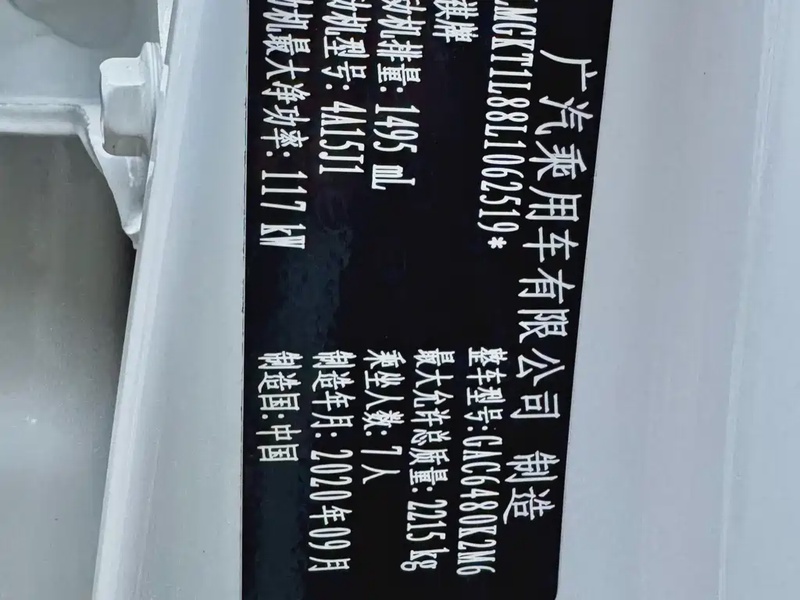 广汽乘用车有限公司 制造
LMGKT1L88L1062519*
祺牌
整车型号:GAC6480K2M6
动机排量: 1495 mL
最大允许总质量: 2215 kg
动机型号: 4A15J1
乘坐人数: 7人
动机最大净功率: 117 kW
制造年月: 2020年09月
制造国:中国